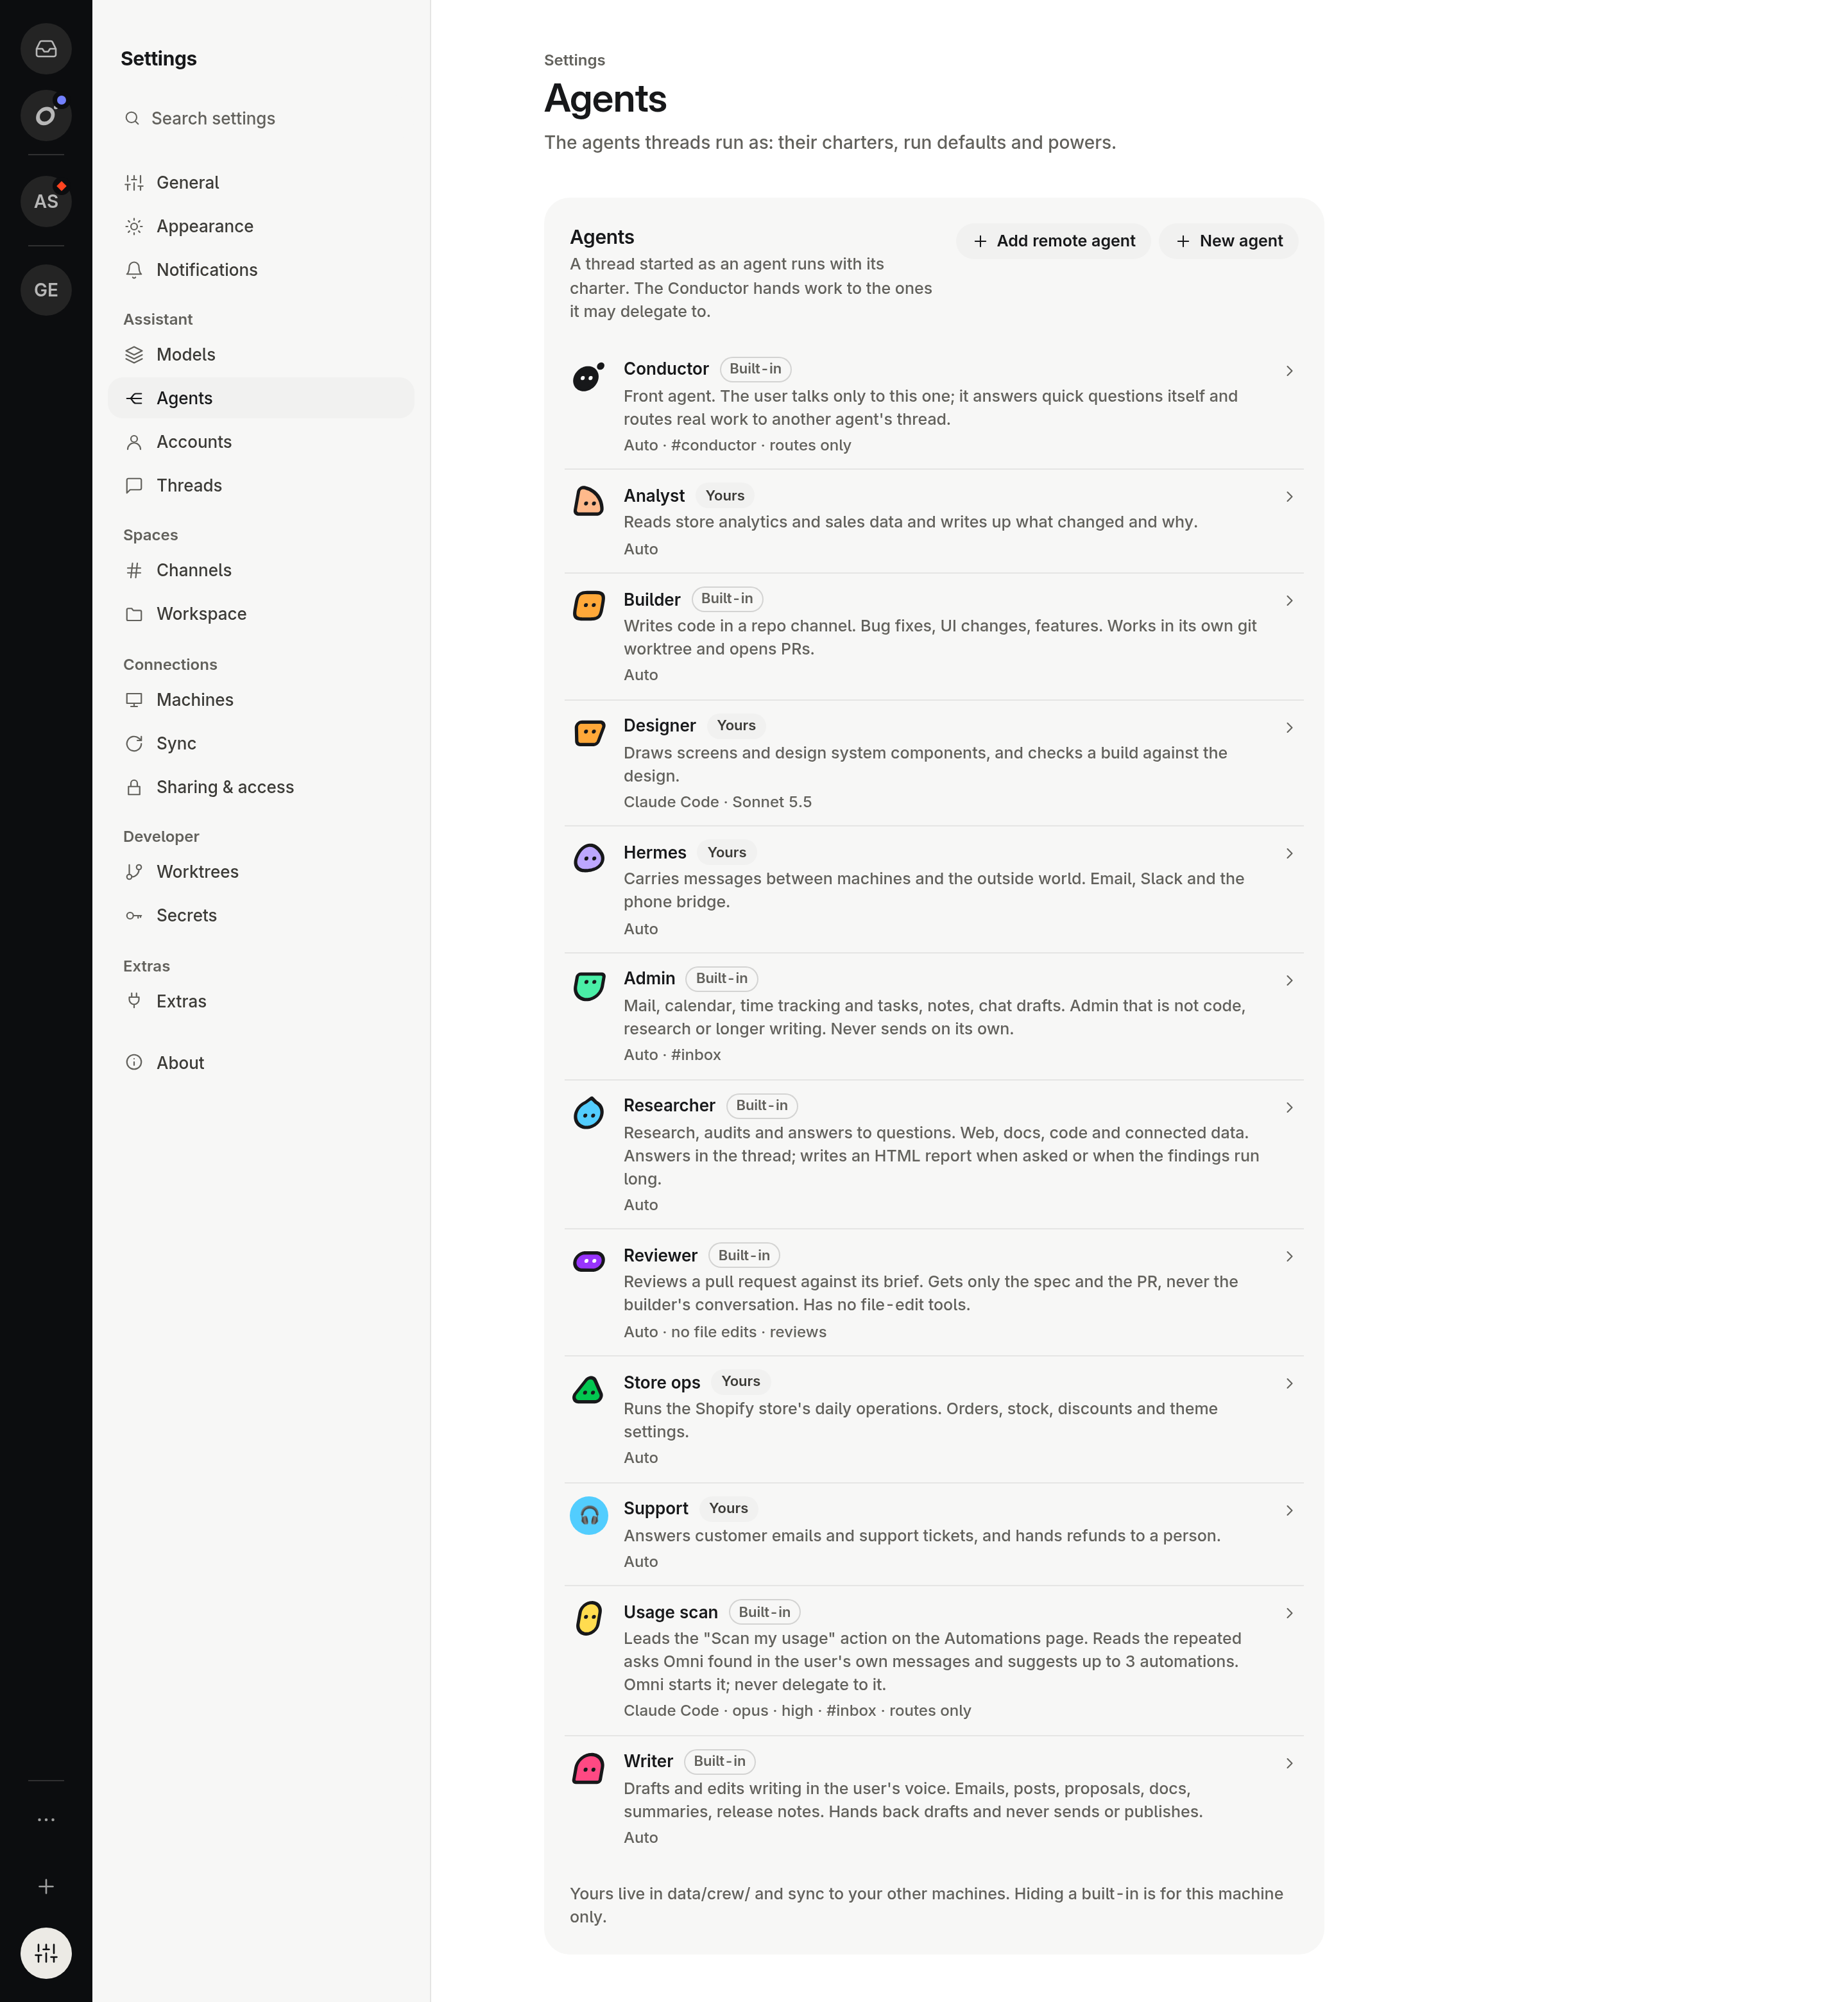 AS
GE
Settings
Search settings
General
Appearance
Notifications
Assistant
Models
Agents
Accounts
Threads
Spaces
Channels
Workspace
Connections
Machines
Sync
Sharing & access
Developer
Worktrees
Secrets
Extras
Extras
About
Settings
Agents
The agents threads run as: their charters, run defaults and powers.
Agents
A thread started as an agent runs with its
charter. The Conductor hands work to the ones
it may delegate to.
Add remote agent
New agent
Conductor Built-in
Front agent. The user talks only to this one; it answers quick questions itself and
routes real work to another agent's thread.
Auto · #conductor · routes only
Analyst Yours
Reads store analytics and sales data and writes up what changed and why.
Auto
Builder Built-in
Writes code in a repo channel. Bug fixes, UI changes, features. Works in its own git
worktree and opens PRs.
Auto
Designer Yours
Draws screens and design system components, and checks a build against the
design.
Claude Code · Sonnet 5.5
Hermes Yours
Carries messages between machines and the outside world. Email, Slack and the
phone bridge.
Auto
Admin Built-in
Mail, calendar, time tracking and tasks, notes, chat drafts. Admin that is not code,
research or longer writing. Never sends on its own.
Auto · #inbox
Researcher Built-in
Research, audits and answers to questions. Web, docs, code and connected data.
Answers in the thread; writes an HTML report when asked or when the findings run
long.
Auto
Reviewer Built-in
Reviews a pull request against its brief. Gets only the spec and the PR, never the
builder's conversation. Has no file-edit tools.
Auto · no file edits · reviews
Store ops Yours
Runs the Shopify store's daily operations. Orders, stock, discounts and theme
settings.
Auto
Support Yours
Answers customer emails and support tickets, and hands refunds to a person.
Auto
Usage scan Built-in
Leads the "Scan my usage" action on the Automations page. Reads the repeated
asks Omni found in the user's own messages and suggests up to 3 automations.
Omni starts it; never delegate to it.
Claude Code · opus · high · #inbox · routes only
Writer Built-in
Drafts and edits writing in the user's voice. Emails, posts, proposals, docs,
summaries, release notes. Hands back drafts and never sends or publishes.
Auto
Yours live in data/crew/ and sync to your other machines. Hiding a built-in is for this machine
only.